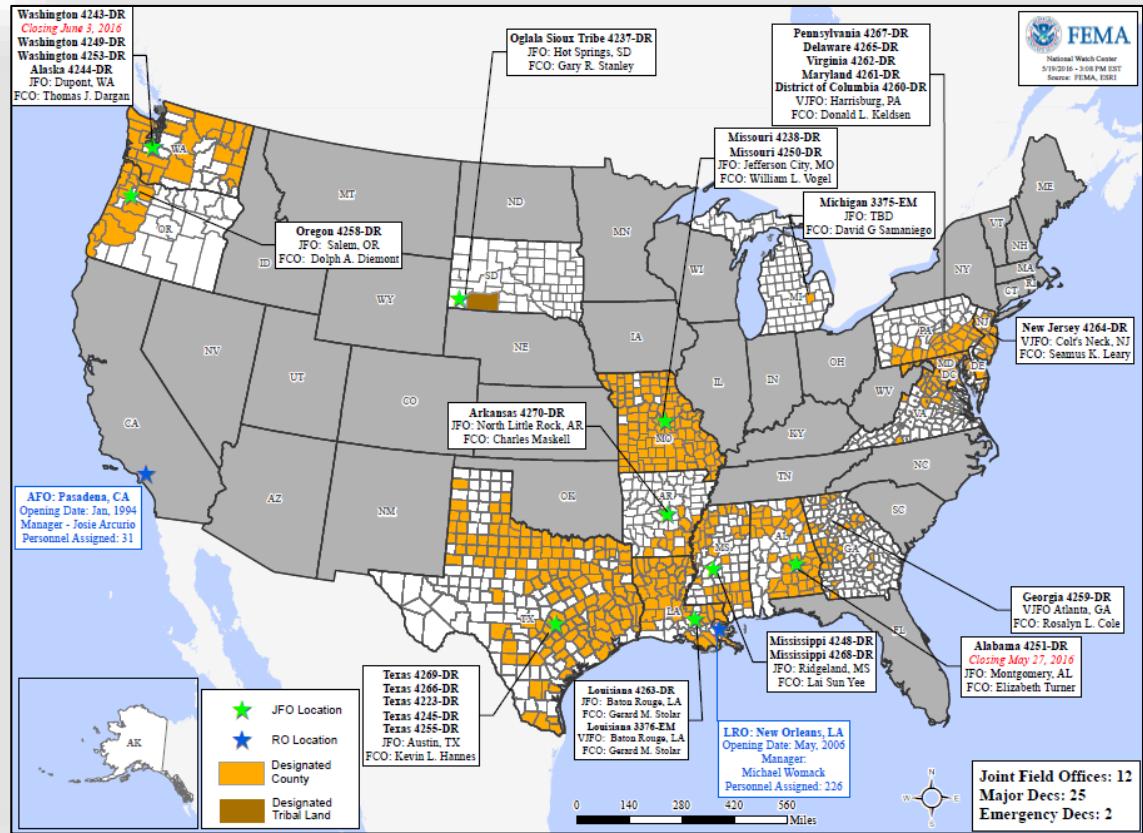 Washington 4243-DR
Closing June 3, 2016
Washington 4249-DR
Washington 4253-DR
Alaska 4244-DR
JFO: Dupont, WA
FCO: Thomas J. Dargan
Oglala Sioux Tribe 4237-DR
JFO: Hot Springs, SD
FCO: Gary R. Stanley
Pennsylvania 4267-DR
Delaware 4265-DR
Virginia 4262-DR
Maryland 4261-DR
District of Columbia 4260-DR
VJFO: Harrisburg, PA
FCO: Donald L. Keldsen
FEMA
National Watch Center
5/19/2016 - 3:08 PM EST
Source: FEMA, ESRI
Missouri 4238-DR
Missouri 4250-DR
JFO: Jefferson City, MO
FCO: William L. Vogel
Michigan 3375-EM
JFO: TBD
FCO: David G Samaniego
Oregon 4258-DR
JFO: Salem, OR
FCO: Dolph A. Diemont
New Jersey 4264-DR
VJFO: Colt's Neck, NJ
FCO: Seamus K. Leary
Arkansas 4270-DR
JFO: North Little Rock, AR
FCO: Charles Maskell
AFO: Pasadena, CA
Opening Date: Jan, 1994
Manager - Josie Arcurio
Personnel Assigned: 31
Georgia 4259-DR
VJFO Atlanta, GA
FCO: Rosalyn L. Cole
Mississippi 4248-DR
Mississippi 4268-DR
JFO: Ridgeland, MS
FCO: Lai Sun Yee
Alabama 4251-DR
Closing May 27, 2016
JFO: Montgomery, AL
FCO: Elizabeth Turner
Texas 4269-DR
Texas 4266-DR
Texas 4223-DR
Texas 4245-DR
Texas 4255-DR
JFO: Austin, TX
FCO: Kevin L. Hannes
Louisiana 4263-DR
JFO: Baton Rouge, LA
FCO: Gerard M. Stolar
Louisiana 3376-EM
VJFO: Baton Rouge, LA
FCO: Gerard M. Stolar
LRO: New Orleans, LA
Opening Date: May, 2006
Manager:
Michael Womack
Personnel Assigned: 226
WA
OR
ID
MT
ND
SD
MN
WI
MI
WY
NE
IA
NV
UT
CO
CA
AZ
NM
OK
TX
MO
AR
LA
MS
AL
GA
FL
TN
KY
IL
IN
OH
WV
VA
NC
SC
PA
NJ
MD
DC
DE
NY
VT
NH
ME
MA
CT
RI
AK
JFO Location
RO Location
Designated
County
Designated
Tribal Land
0 140 280 420 560
Miles
N
W
E
S
Joint Field Offices: 12
Major Decs: 25
Emergency Decs: 2